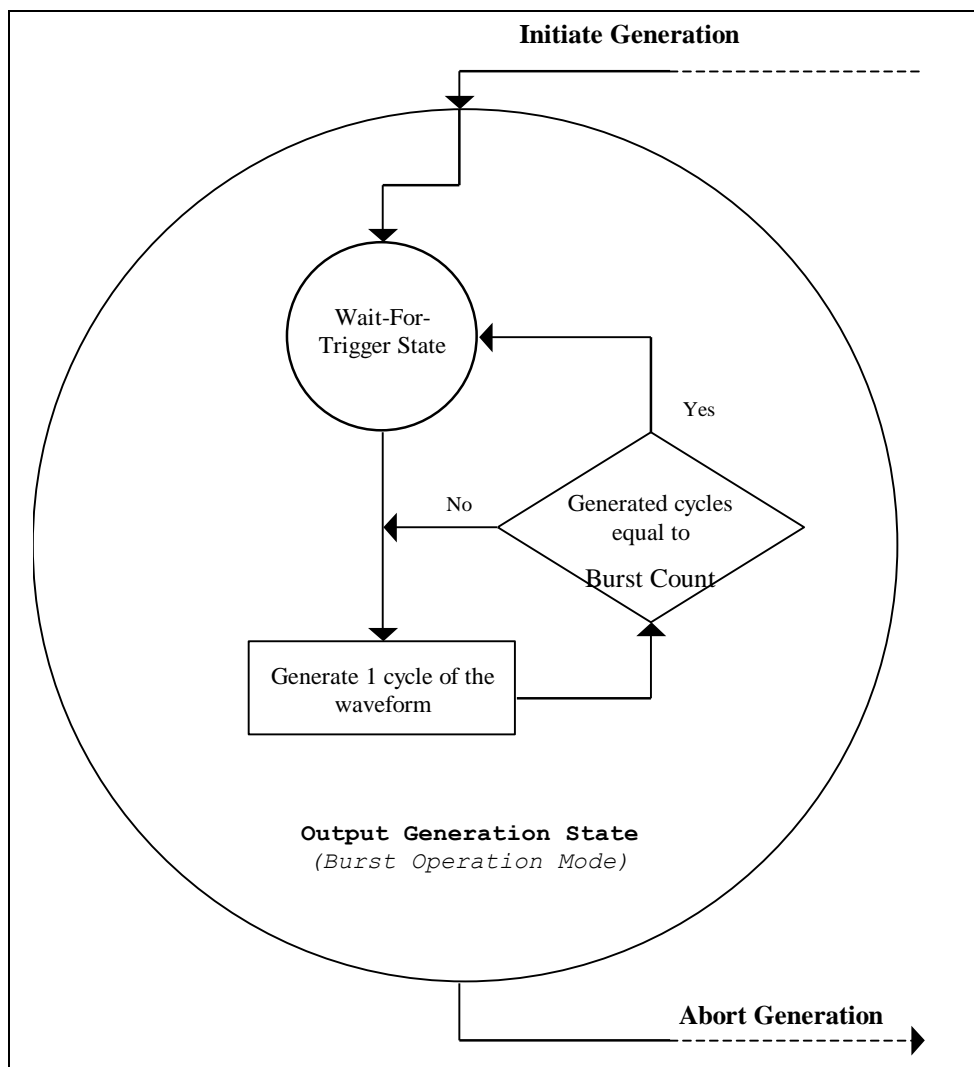 Initiate Generation
Wait-For-
Trigger State
Yes
No
Generated cycles
equal to
Burst Count
Generate 1 cycle of the
waveform
Output Generation State
(Burst Operation Mode)
Abort Generation